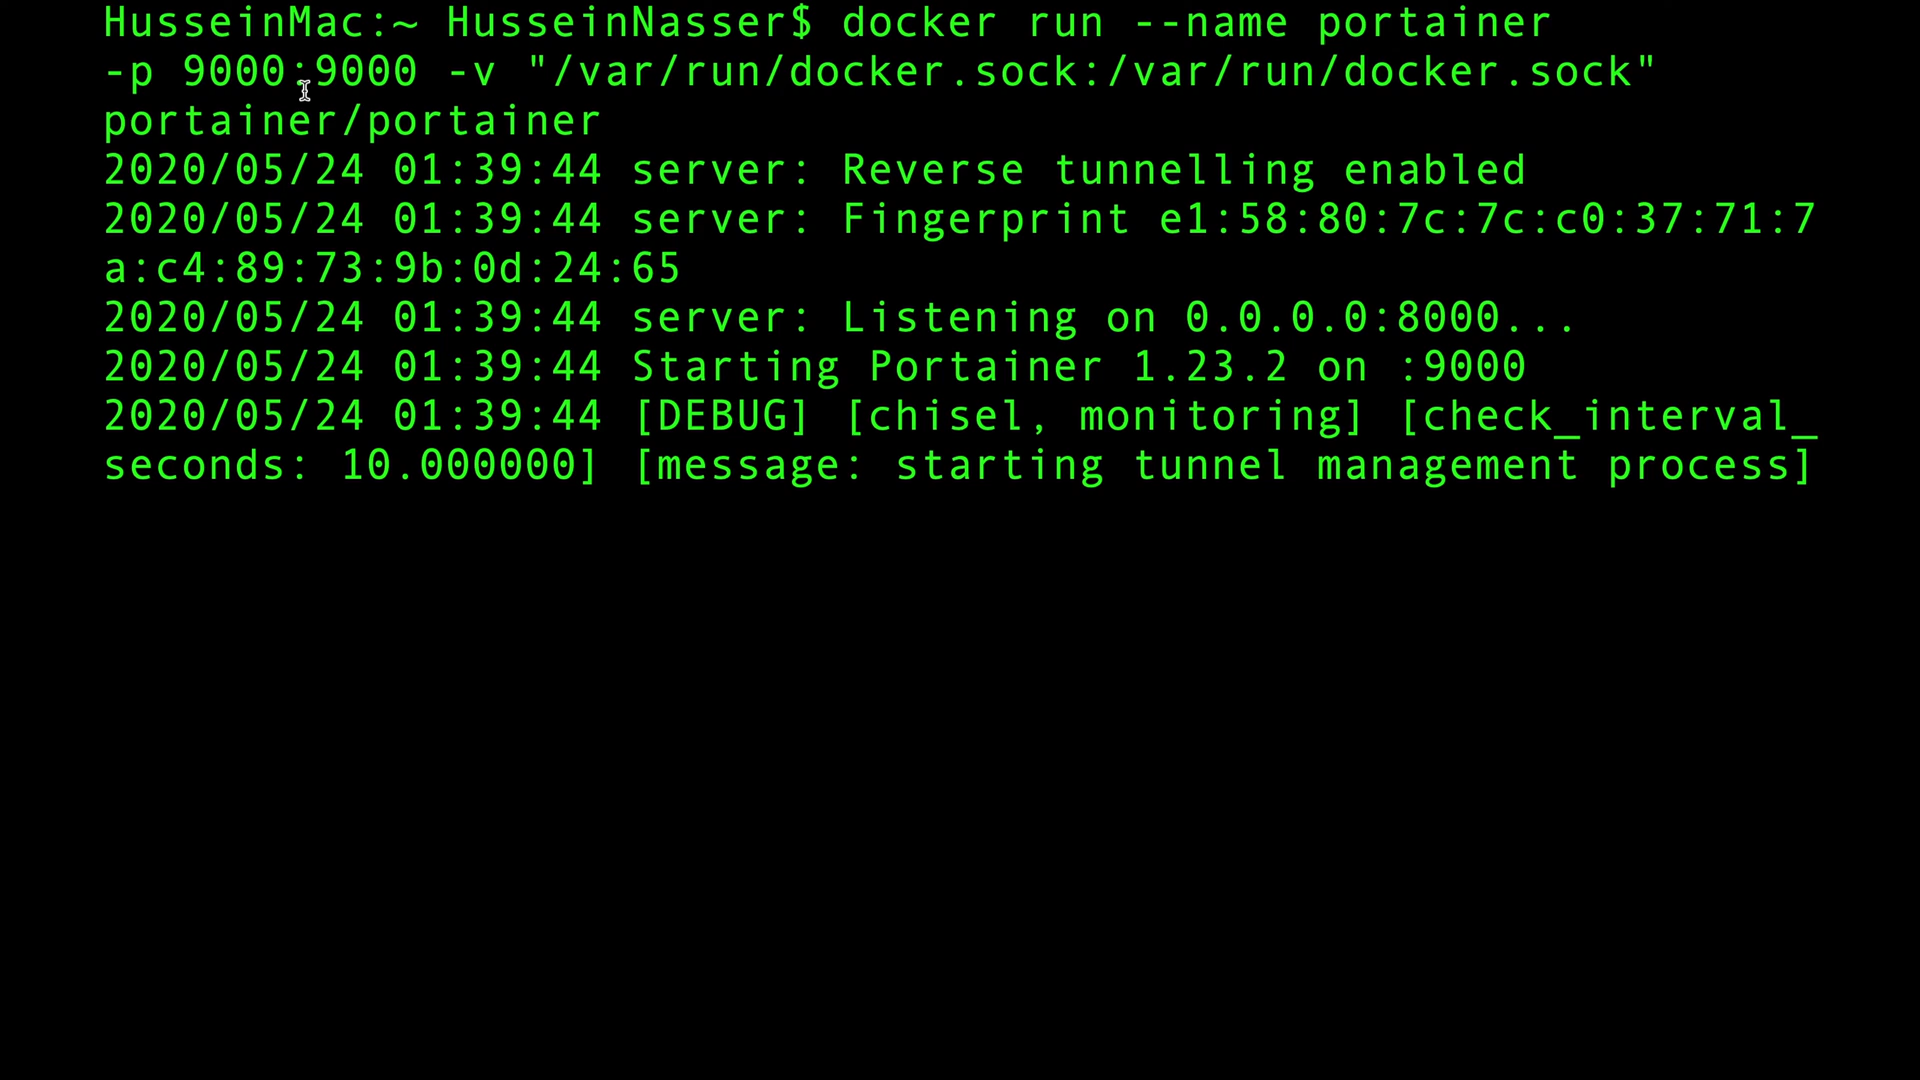 HusseinMac:~ HusseinNasser$ docker run --name portainer
-p 9000:9000 -v "/var/run/docker.sock:/var/run/docker.sock"
portainer/portainer
2020/05/24 01:39:44 server: Reverse tunnelling enabled
2020/05/24 01:39:44 server: Fingerprint e1:58:80:7c:7c:c0:37:71:7
a:c4:89:73:9b:0d:24:65
2020/05/24 01:39:44 server: Listening on 0.0.0.0:8000...
2020/05/24 01:39:44 Starting Portainer 1.23.2 on :9000
2020/05/24 01:39:44 [DEBUG] [chisel, monitoring] [check_interval_
seconds: 10.000000] [message: starting tunnel management process]